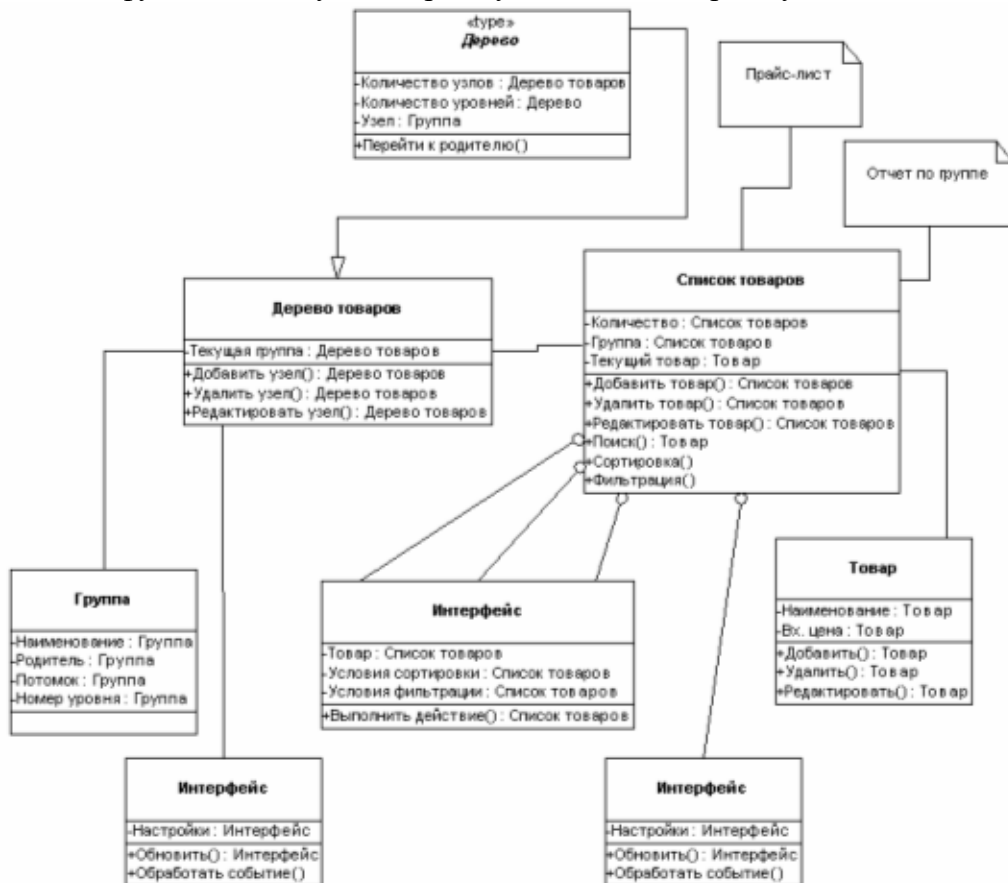 «type»
Дерево
-Количество узлов : Дерево товаров
-Количество уровней : Дерево
-Узел : Группа
+Перейти к родителю()
Прайс-лист
Отчет по группе
Дерево товаров
-Текущая группа : Дерево товаров
+Добавить узел() : Дерево товаров
+Удалить узел() : Дерево товаров
+Редактировать узел() : Дерево товаров
Список товаров
-Количество : Список товаров
-Группа : Список товаров
-Текущий товар : Товар
+Добавить товар() : Список товаров
+Удалить товар() : Список товаров
+Редактировать товар() : Список товаров
+Поиск() : Товар
+Сортировка()
+Фильтрация()
Группа
-Наименование : Группа
-Родитель : Группа
-Потомок : Группа
-Номер уровня : Группа
Интерфейс
-Товар : Список товаров
-Условия сортировки : Список товаров
-Условия фильтрации : Список товаров
+Выполнить действие() : Список товаров
Товар
-Наименование : Товар
-Вх. цена : Товар
+Добавить() : Товар
+Удалить() : Товар
+Редактировать() : Товар
Интерфейс
-Настройки : Интерфейс
+Обновить() : Интерфейс
+Обработать событие()
Интерфейс
-Настройки : Интерфейс
+Обновить() : Интерфейс
+Обработать событие()